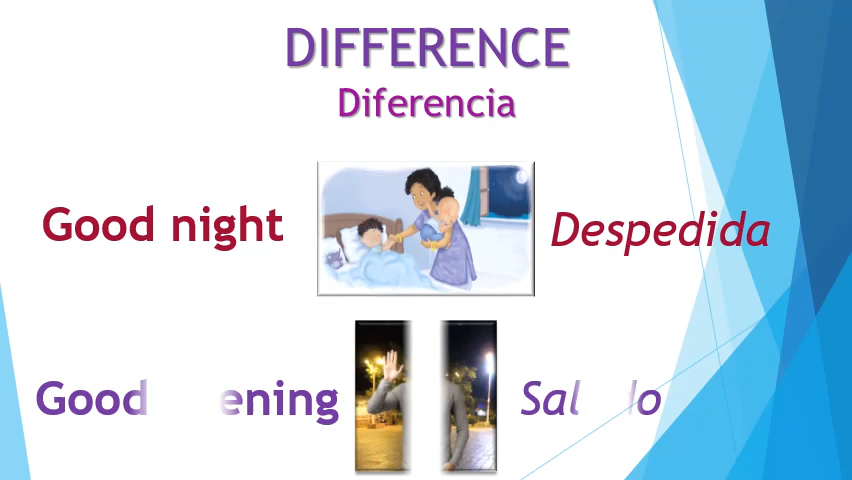 DIFFERENCE
Diferencia
Good night
Despedida
Good